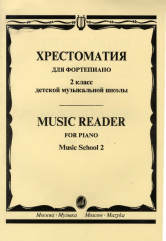 ХРЕСТОМАТИЯ
ДЛЯ ФОРТЕПИАНО
2 класс
детской музыкальной школы
MUSIC READER
FOR PIANO
Music School 2
Москва · Музыка Moscow · Muzyka